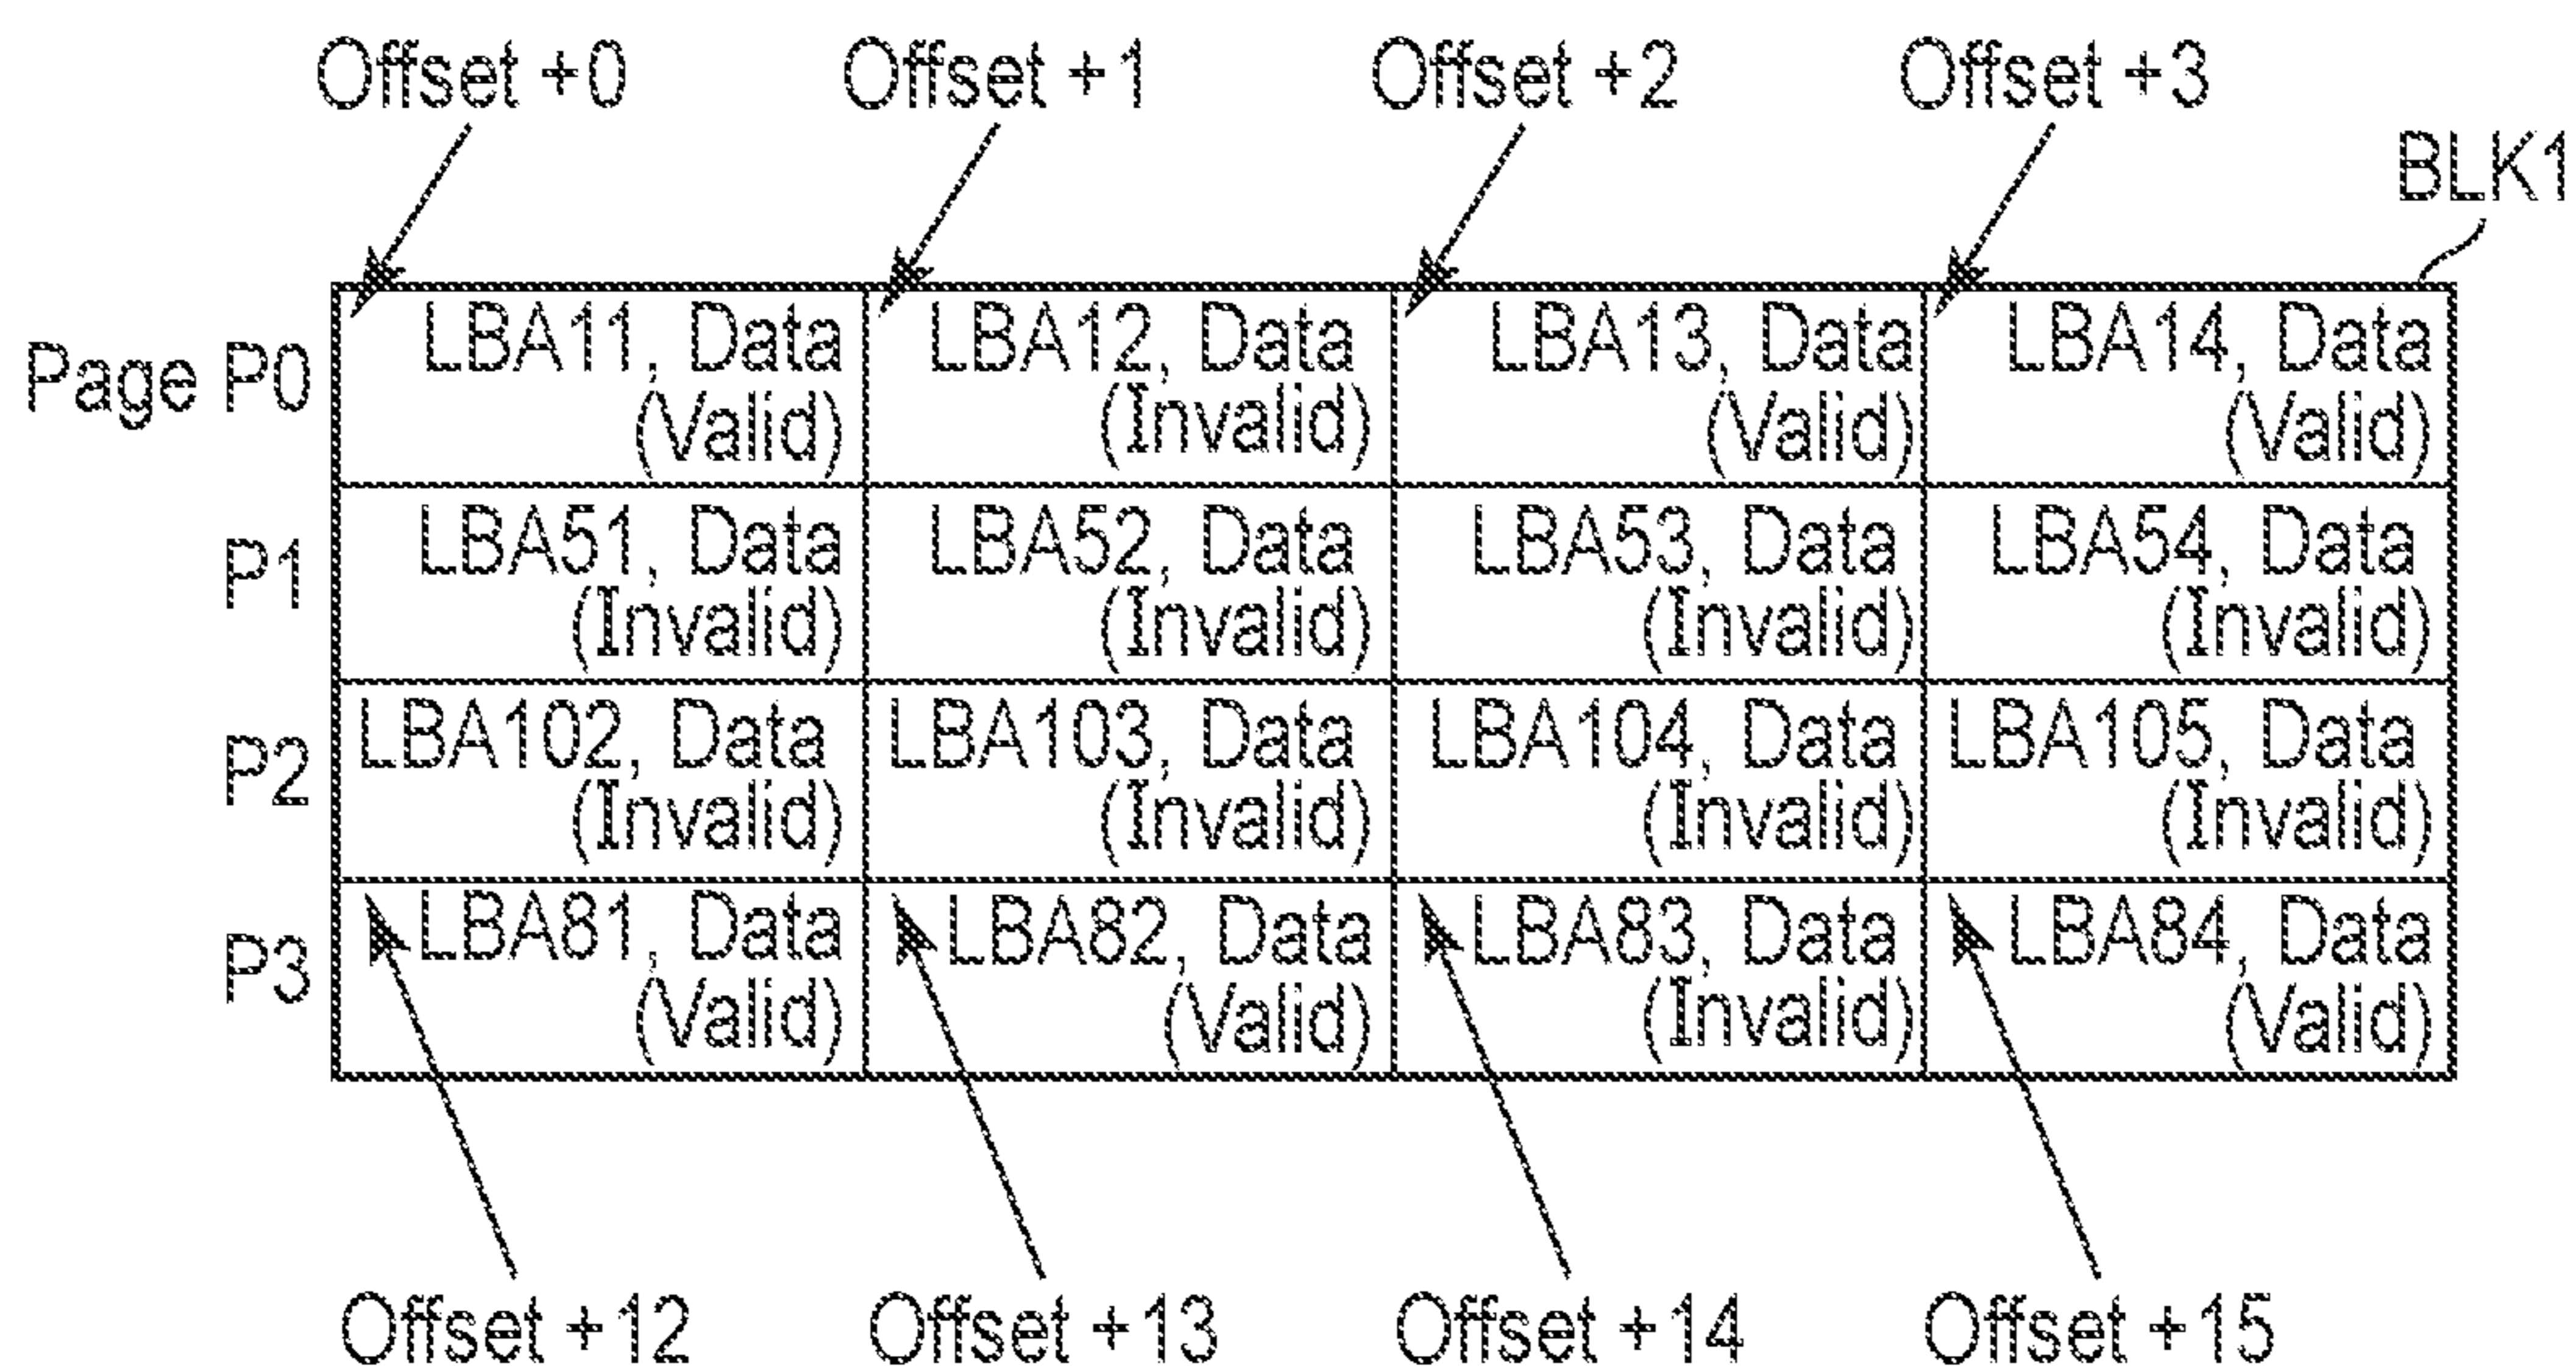 Offset +0
Offset +1
Offset +2
Offset +3
BLK1
Page P0
LBA11, Data
(Valid)
LBA12, Data
(Invalid)
LBA13, Data
(Valid)
LBA14, Data
(Valid)
P1
LBA51, Data
(Invalid)
LBA52, Data
(Invalid)
LBA53, Data
(Invalid)
LBA54, Data
(Invalid)
P2
LBA102, Data
(Invalid)
LBA103, Data
(Invalid)
LBA104, Data
(Invalid)
LBA105, Data
(Invalid)
P3
LBA81, Data
(Valid)
LBA82, Data
(Valid)
LBA83, Data
(Invalid)
LBA84, Data
(Valid)
Offset +12
Offset +13
Offset +14
Offset +15